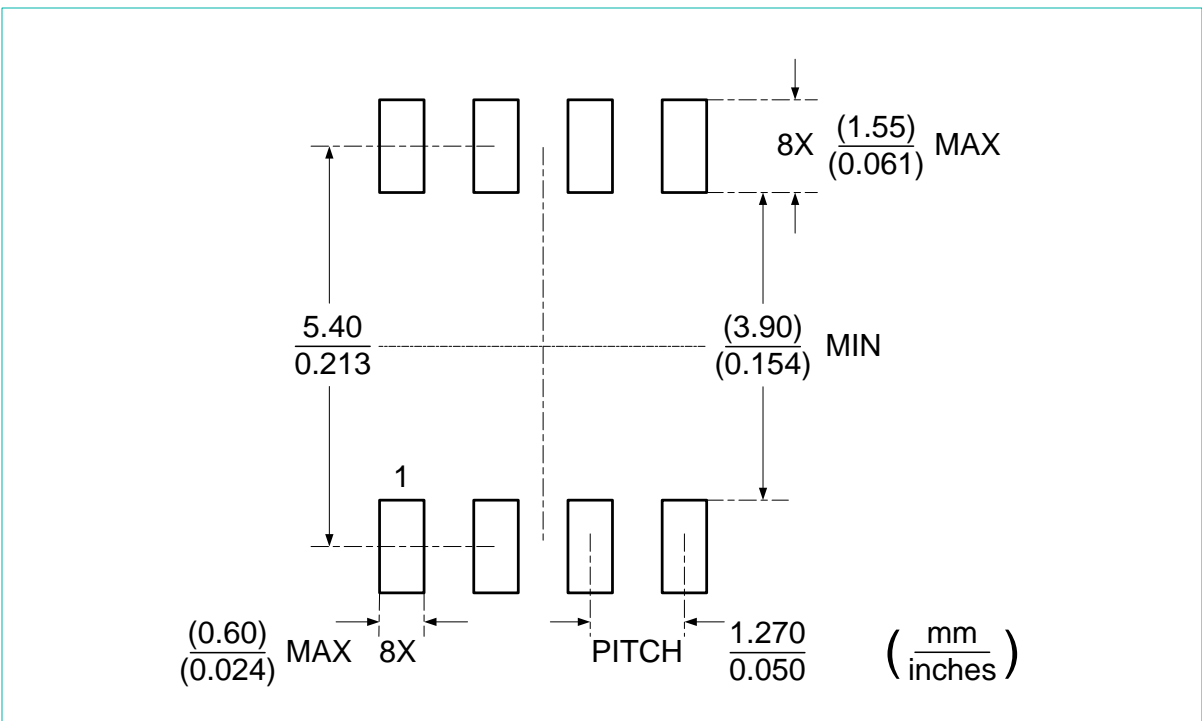 8X (1.55) MAX
(0.061)
5.40
0.213
(3.90) MIN
(0.154)
1
(0.60) MAX 8X
(0.024)
PITCH 1.270
0.050
(mm
inches)